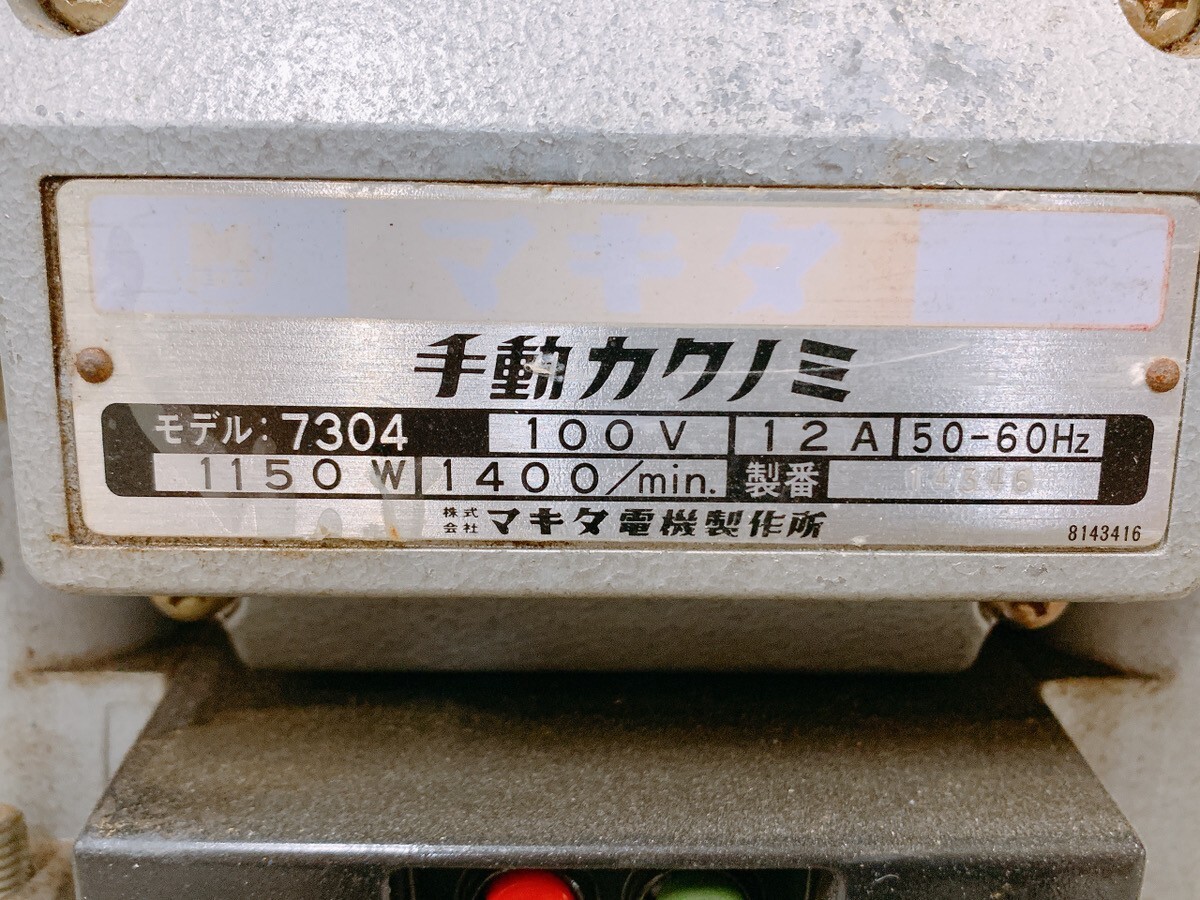 マキタ
手動カクノミ
モデル: 7304 100V 12A 50-60Hz
1150W 1400/min. 製番
株式会社 マキタ電機製作所
8143416